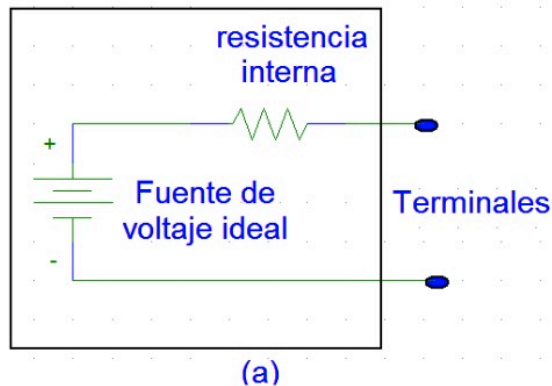 resistencia
interna
+
Fuente de
voltaje ideal
Terminales
-
(a)